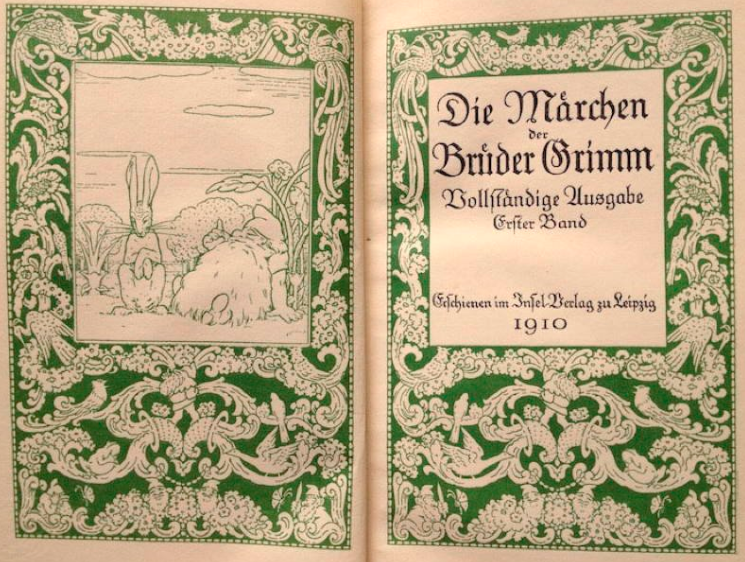 Die Märchen
der
Brüder Grimm
Vollständige Ausgabe
Erster Band
Erschienen im Insel-Verlag zu Leipzig
1910